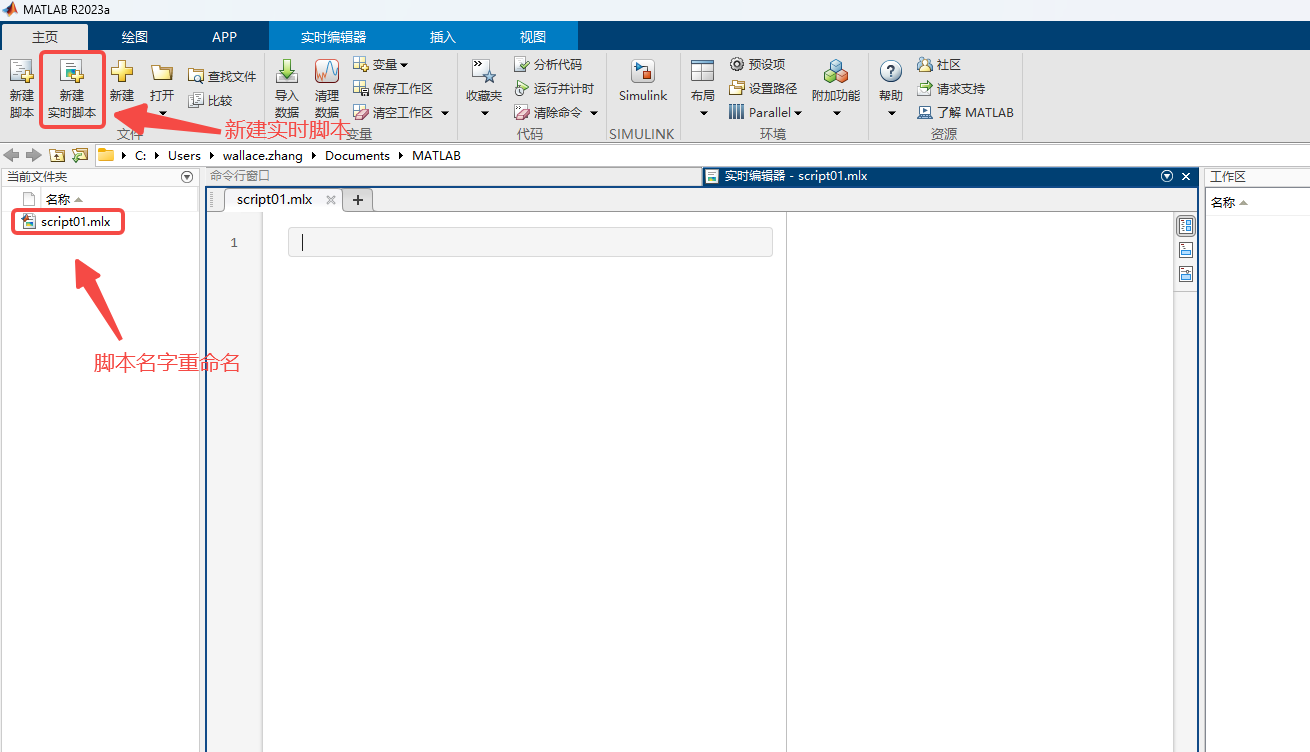 MATLAB R2023a
主页 绘图 APP 实时编辑器 插入 视图
新建 脚本
新建 实时脚本
新建
打开
查找文件
比较
文件
导入 数据
清理 数据
变量
保存工作区
清空工作区
变量
收藏夹
分析代码
运行并计时
清除命令
代码
Simulink
SIMULINK
布局
预设项
设置路径
Parallel
附加功能
环境
帮助
社区
请求支持
了解 MATLAB
资源
新建实时脚本
C: Users wallace.zhang Documents MATLAB
当前文件夹
名称
script01.mlx
脚本名字重命名
命令行窗口
实时编辑器 - script01.mlx
script01.mlx
1
工作区
名称